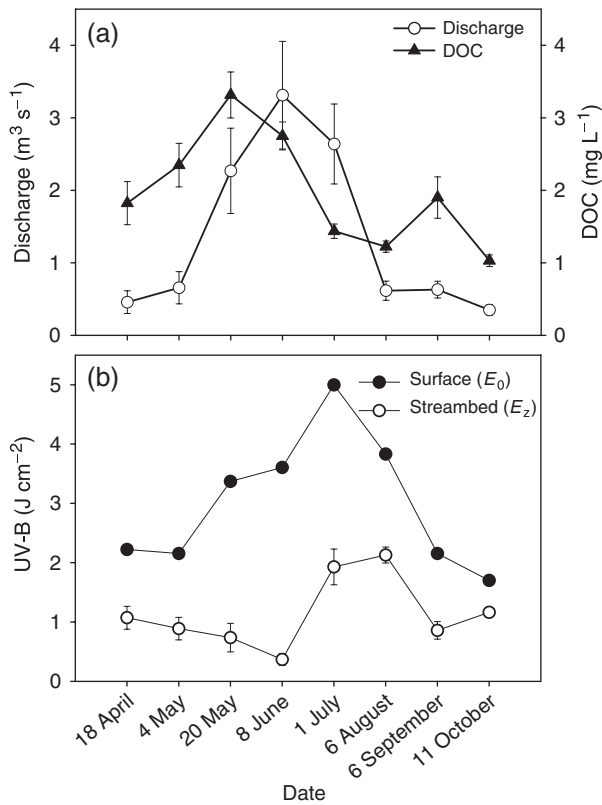 (a)
Discharge
DOC
4
3
2
1
0
Discharge (m³ s⁻¹)
4
3
2
1
0
DOC (mg L⁻¹)
(b)
Surface (E₀)
Streambed (E_z)
5
4
3
2
1
0
UV-B (J cm⁻²)
18 April
4 May
20 May
8 June
1 July
6 August
6 September
11 October
Date